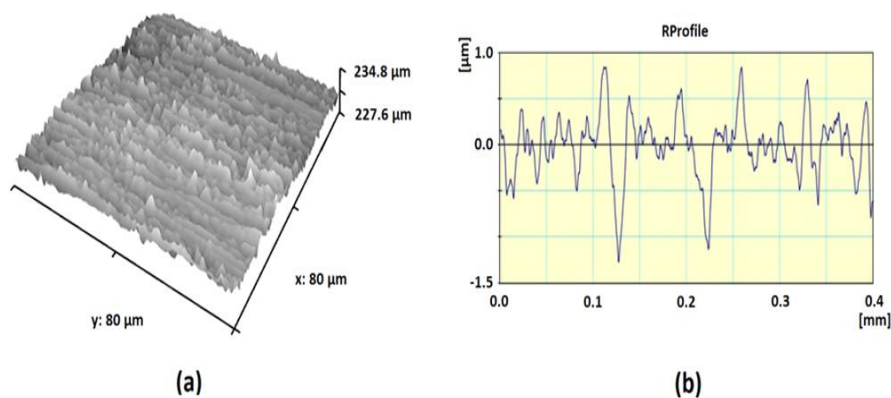 234.8 µm
227.6 µm
x: 80 µm
y: 80 µm
(a)
RProfile
[µm]
1.0
0.0
-1.5
0.0 0.1 0.2 0.3 0.4
[mm]
(b)